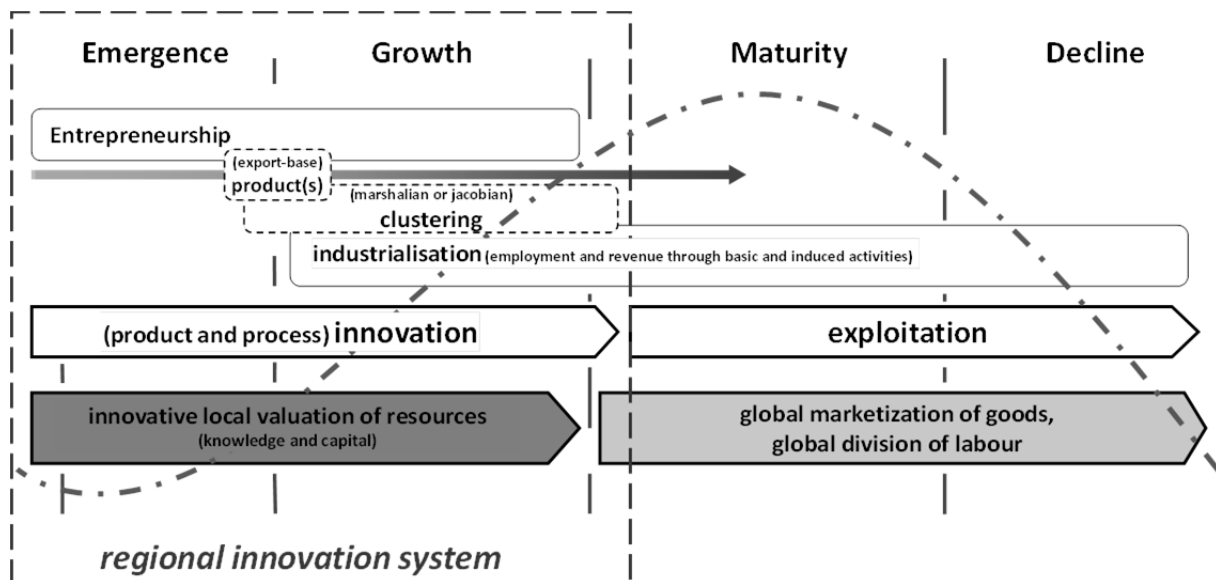 Emergence
Growth
Maturity
Decline
Entrepreneurship
(export-base)
product(s)
(marshalian or jacobian)
clustering
industrialisation (employment and revenue through basic and induced activities)
(product and process) innovation
exploitation
innovative local valuation of resources
(knowledge and capital)
global marketization of goods,
global division of labour
regional innovation system